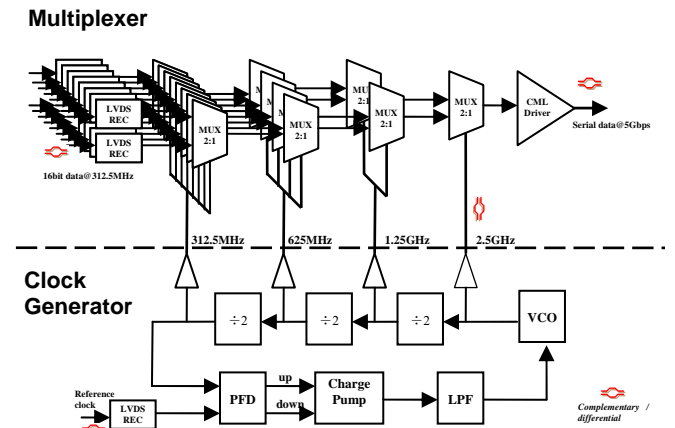 Multiplexer
LVDS
REC
LVDS
REC
16bit data@312.5MHz
MUX
2:1
M
2:
MUX
2:1
MU
2:1
MUX
2:1
MUX
2:1
CML
Driver
Serial data@5Gbps
312.5MHz
625MHz
1.25GHz
2.5GHz
Clock
Generator
÷2
÷2
÷2
VCO
Reference
clock
LVDS
REC
PFD
up
down
Charge
Pump
LPF
Complementary /
differential